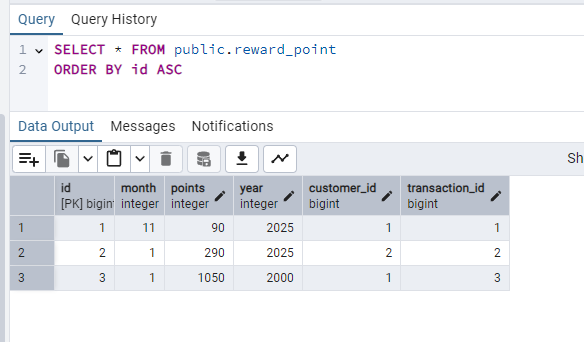 Query Query History
1 SELECT * FROM public.reward_point
2 ORDER BY id ASC
Data Output Messages Notifications
Sh
id month points year customer_id transaction_id
[PK] bigint integer integer integer bigint bigint
1 1 11 90 2025 1 1
2 2 1 290 2025 2 2
3 3 1 1050 2000 1 3